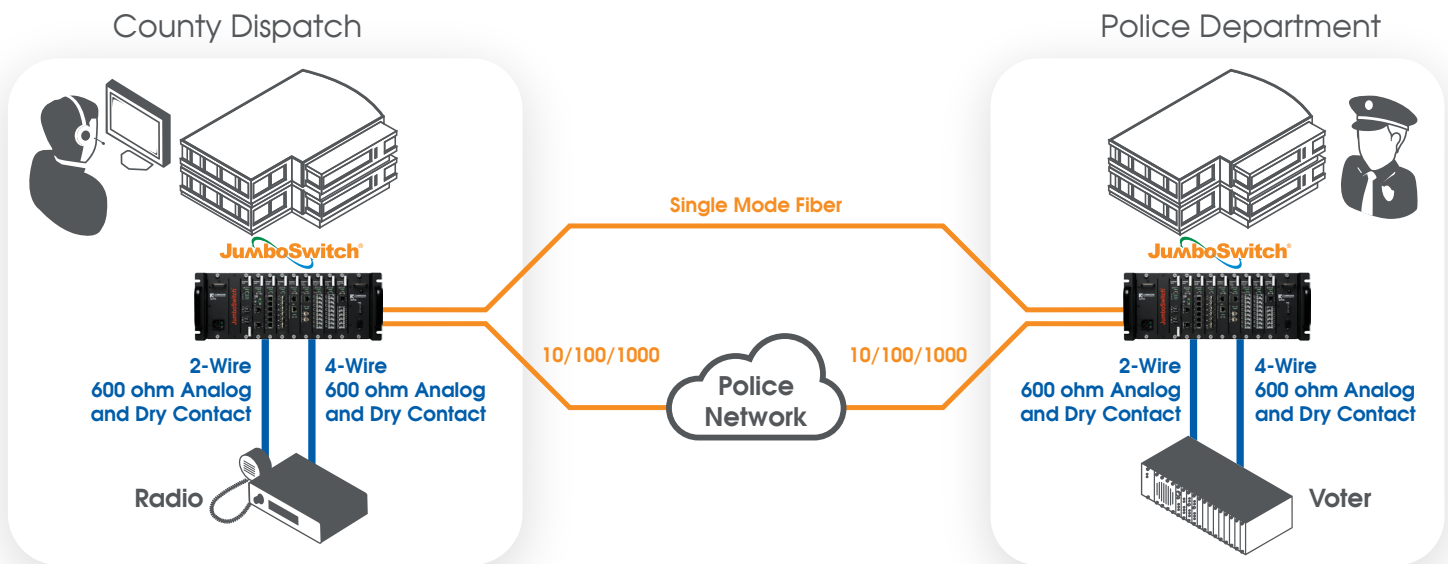 County Dispatch
Police Department
Single Mode Fiber
JumboSwitch®
JumboSwitch®
JumboSwitch
JumboSwitch
2-Wire
600 ohm Analog
and Dry Contact
4-Wire
600 ohm Analog
and Dry Contact
10/100/1000
Police
Network
10/100/1000
2-Wire
600 ohm Analog
and Dry Contact
4-Wire
600 ohm Analog
and Dry Contact
Radio
Voter